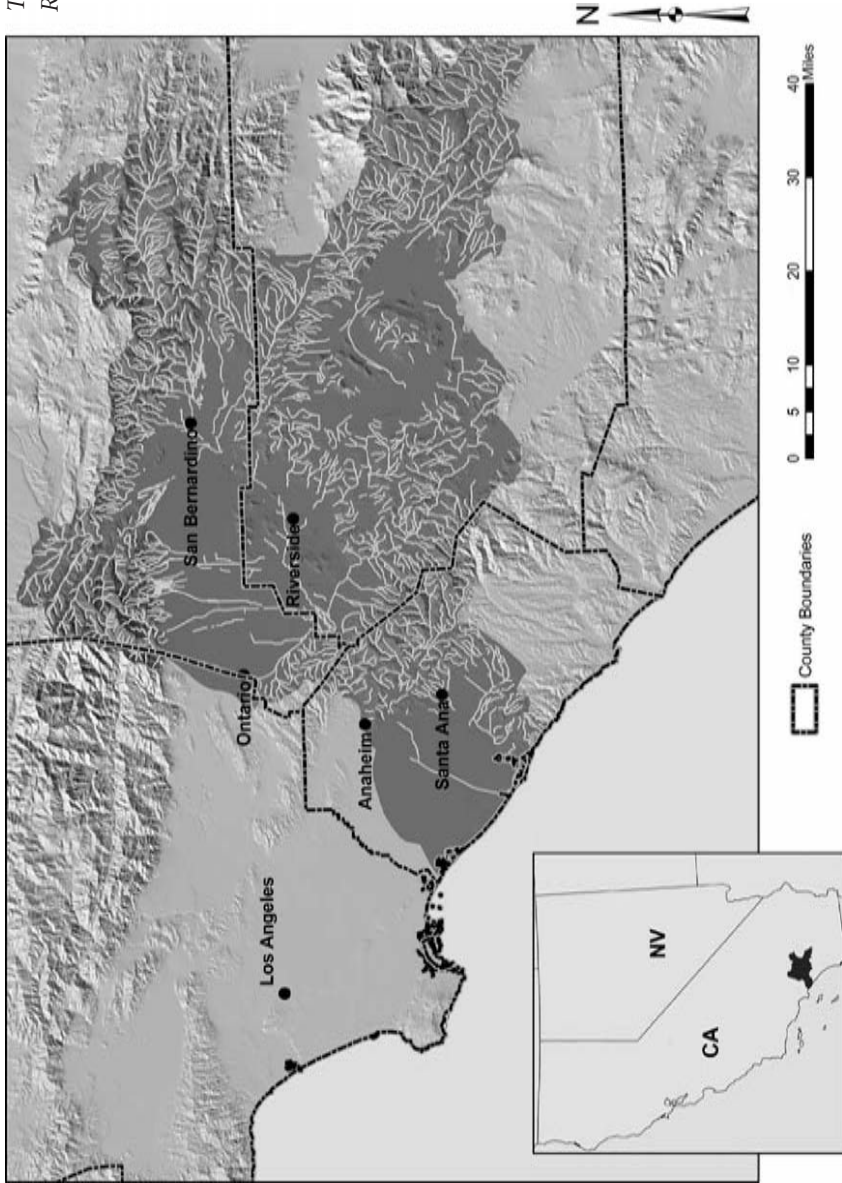 T
R
San Bernardino
Riverside
Ontario
Anaheim
Santa Ana
Los Angeles
N
NV
CA
County Boundaries
0 5 10 20 30 40
Miles